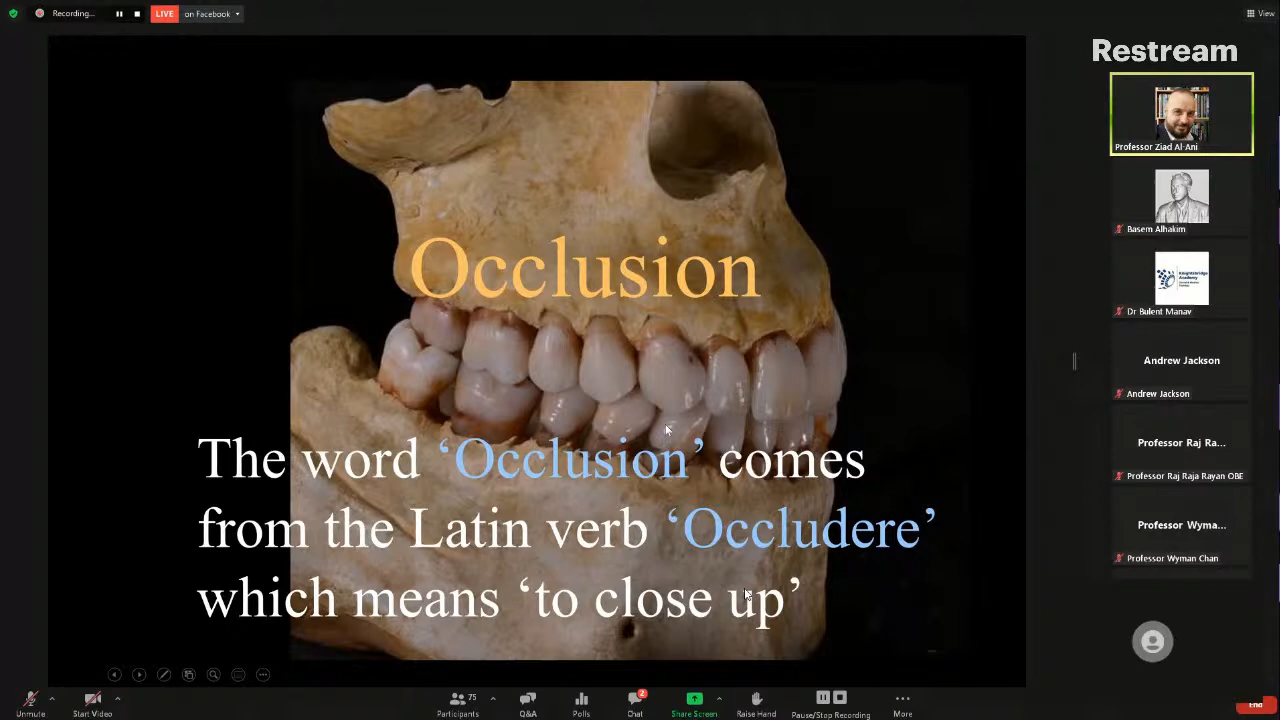 Recording...
LIVE
on Facebook
View
Restream
Professor Ziad Al-Ani
Basem Alhakim
Knightsbridge
Academy
Dr Bulent Manav
Andrew Jackson
Andrew Jackson
Professor Raj Ra...
Professor Raj Raja Rayan OBE
Professor Wyma...
Professor Wyman Chan
Occlusion
The word ‘Occlusion’ comes
from the Latin verb ‘Occludere’
which means ‘to close up’
Unmute
Start Video
75
Participants
Q&A
Polls
2
Chat
Share Screen
Raise Hand
Pause/Stop Recording
More
End